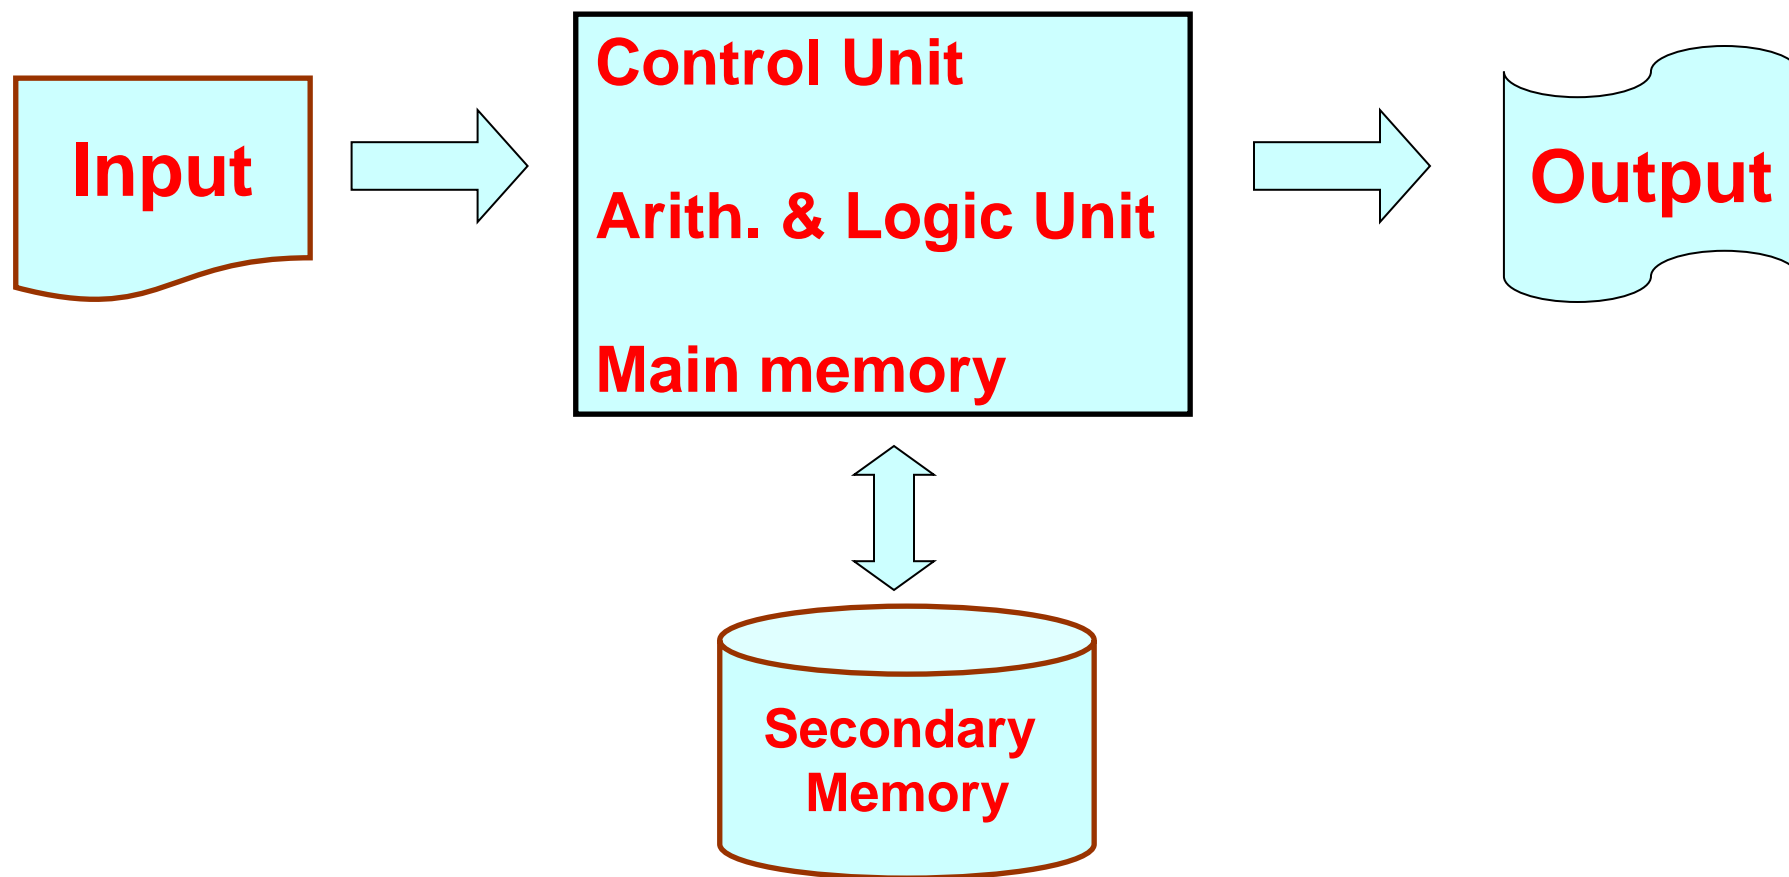 Input
Control Unit
Arith. & Logic Unit
Main memory
Output
Secondary
Memory